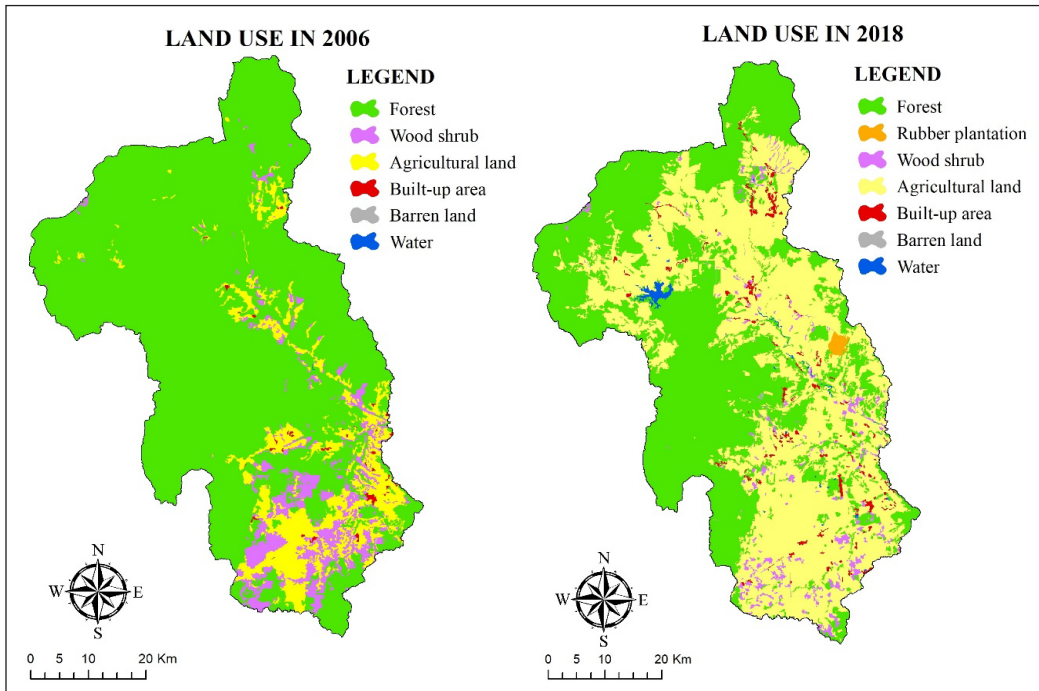 LAND USE IN 2006
LEGEND
Forest
Wood shrub
Agricultural land
Built-up area
Barren land
Water
N
W E
S
0 5 10 20 Km
LAND USE IN 2018
LEGEND
Forest
Rubber plantation
Wood shrub
Agricultural land
Built-up area
Barren land
Water
N
W E
S
0 5 10 20 Km